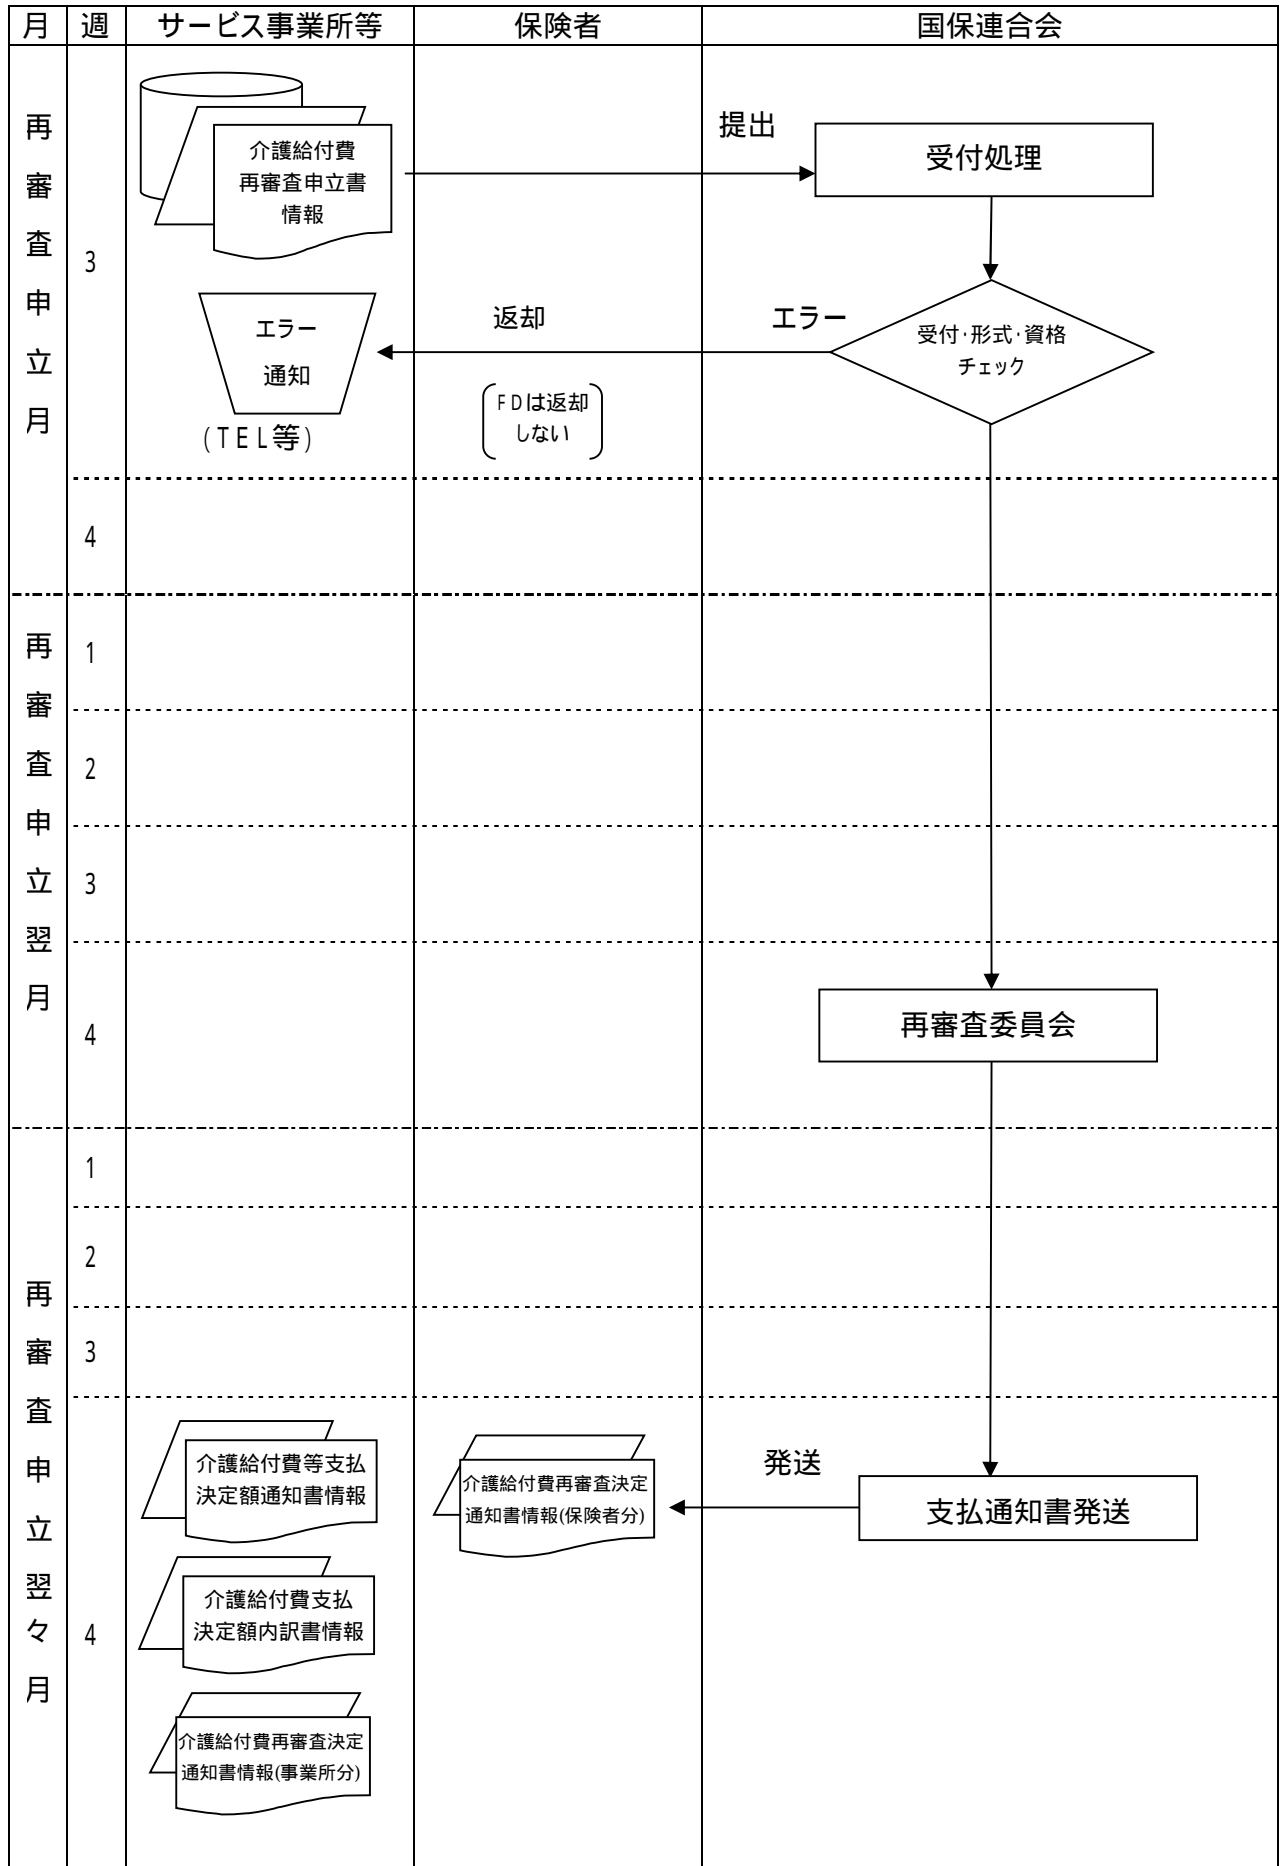 月 週 サービス事業所等 保険者 国保連合会
再審査申立月
3
介護給付費
再審査申立書
情報
提出
受付処理
エラー
通知
(TEL等)
返却
FDは返却
しない
エラー
受付・形式・資格
チェック
4
再審査申立翌月
1
2
3
4
再審査委員会
再審査申立翌々月
1
2
3
4
介護給付費等支払
決定額通知書情報
介護給付費再審査決定
通知書情報(保険者分)
発送
支払通知書発送
介護給付費支払
決定額内訳書情報
介護給付費再審査決定
通知書情報(事業所分)